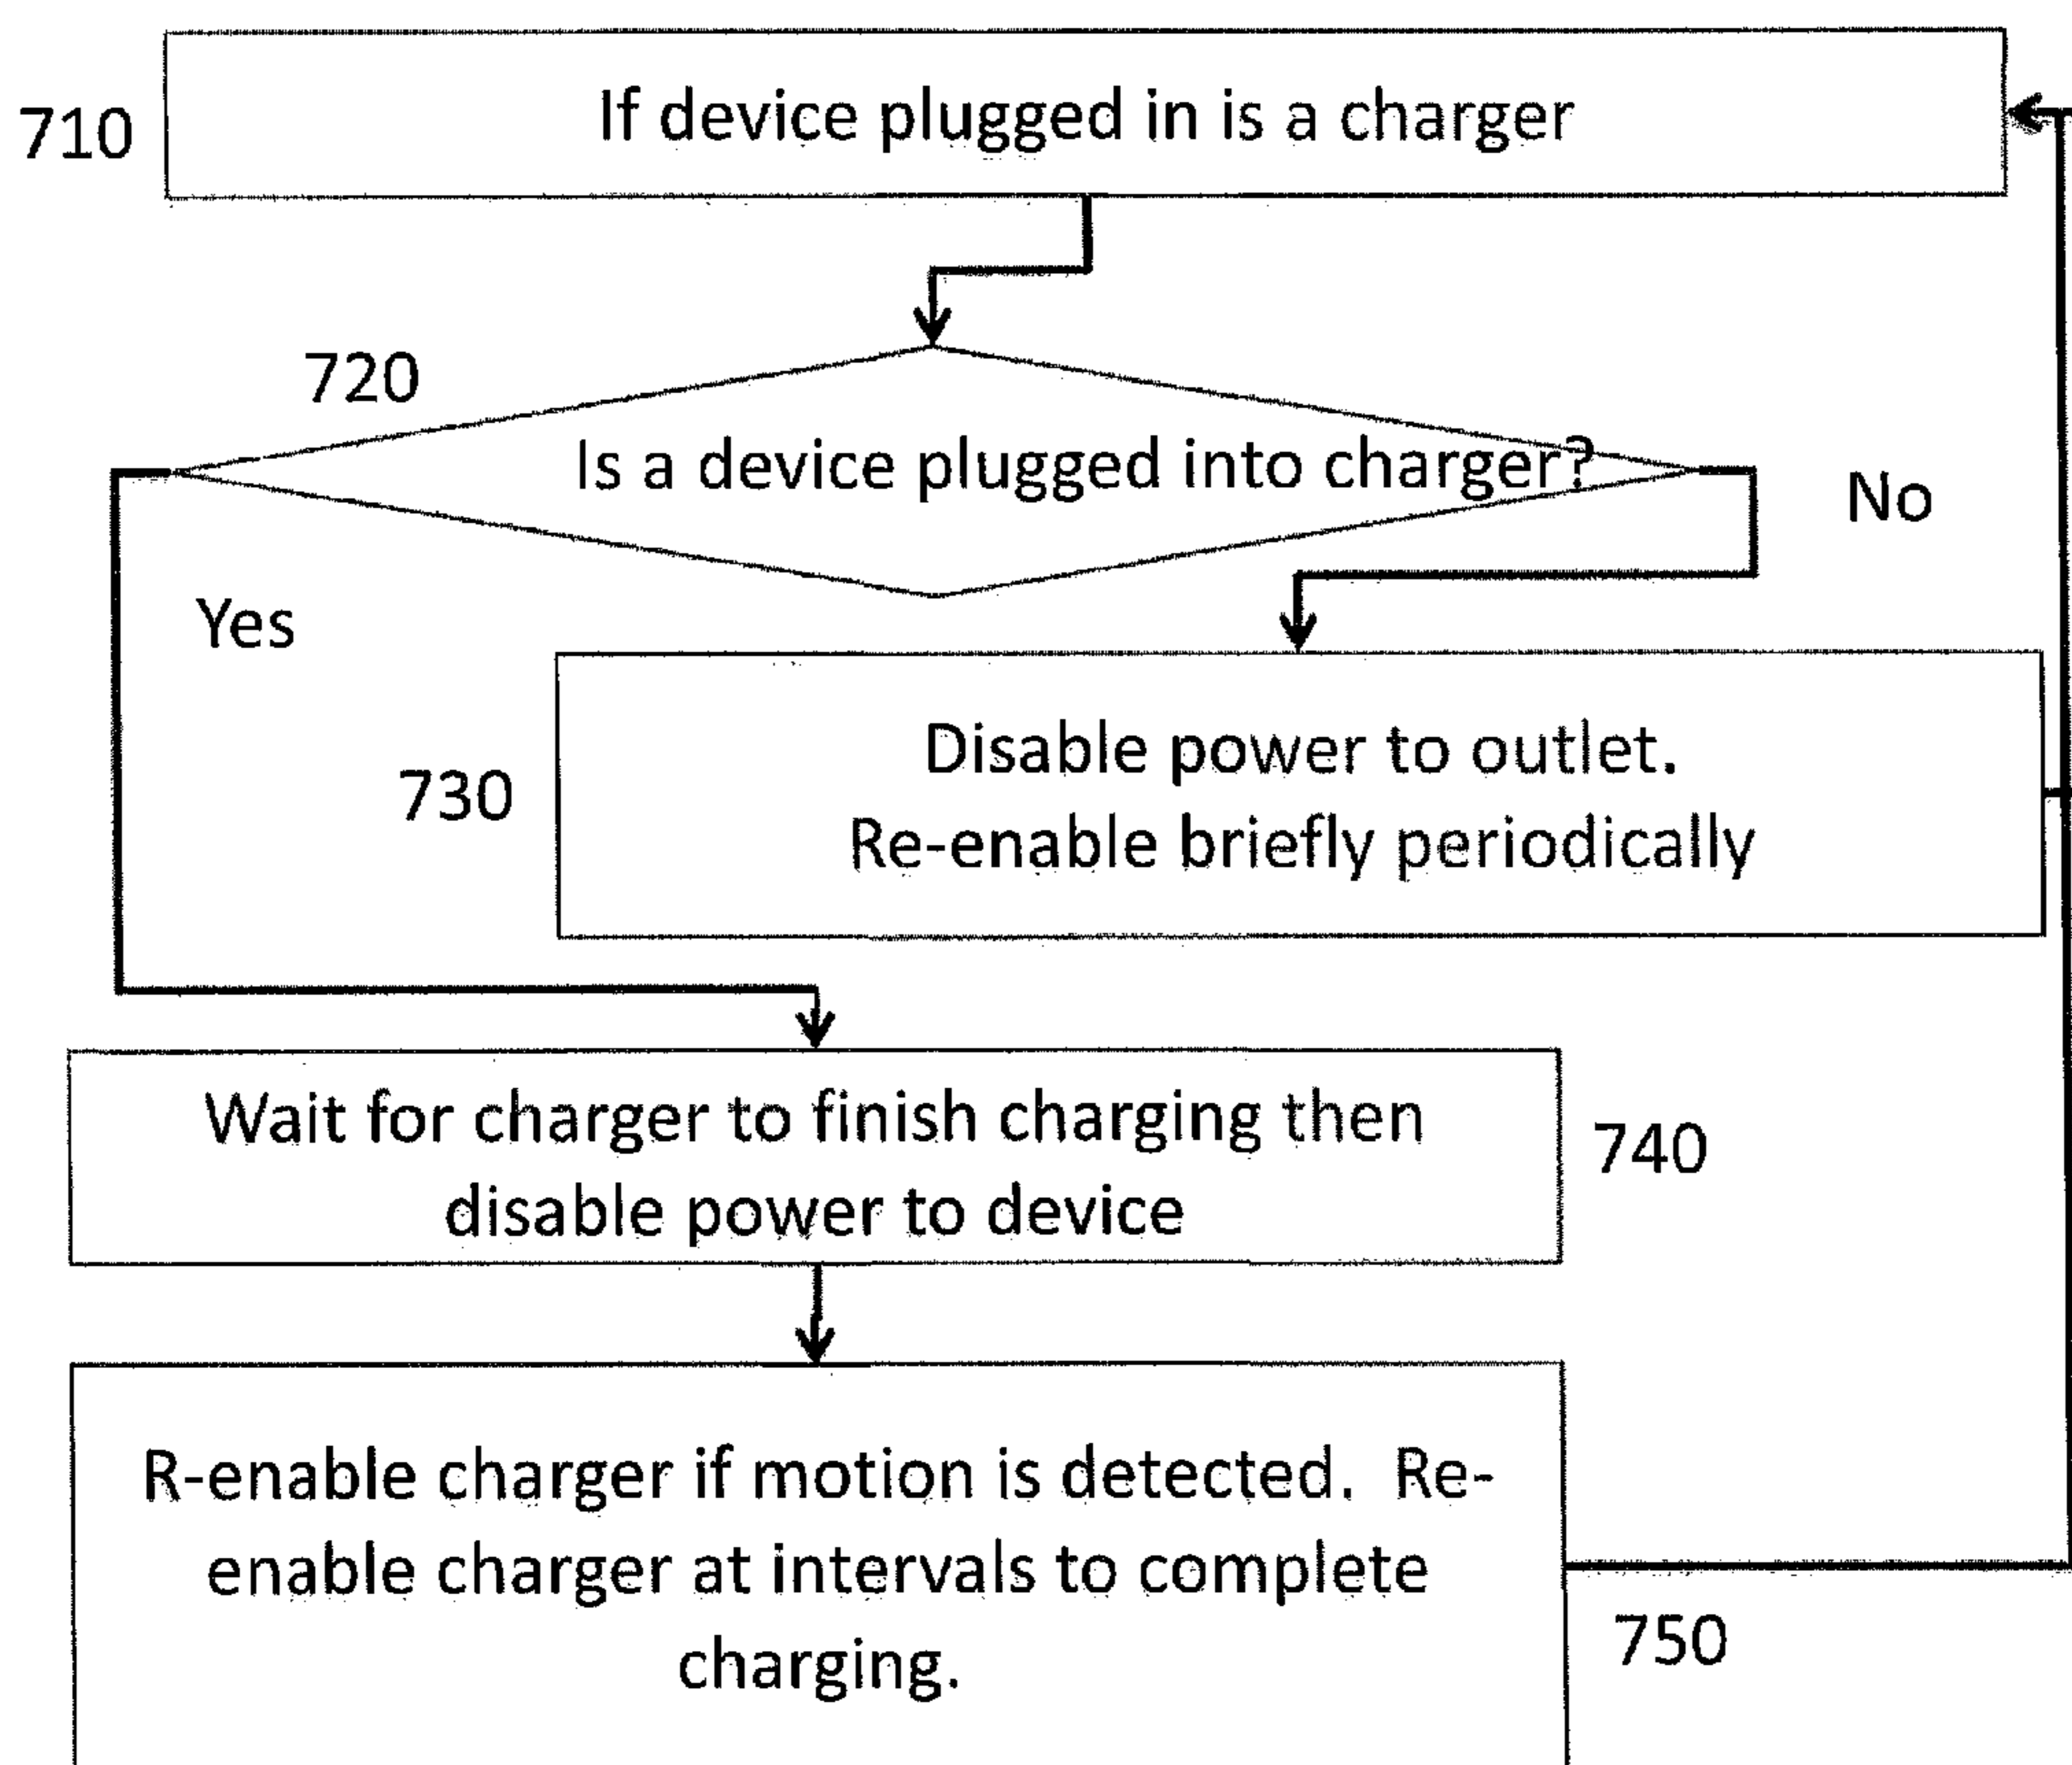 710
If device plugged in is a charger
720
Is a device plugged into charger?
No
Yes
730
Disable power to outlet.
Re-enable briefly periodically
Wait for charger to finish charging then
disable power to device
740
R-enable charger if motion is detected.  Re-
enable charger at intervals to complete
charging.
750